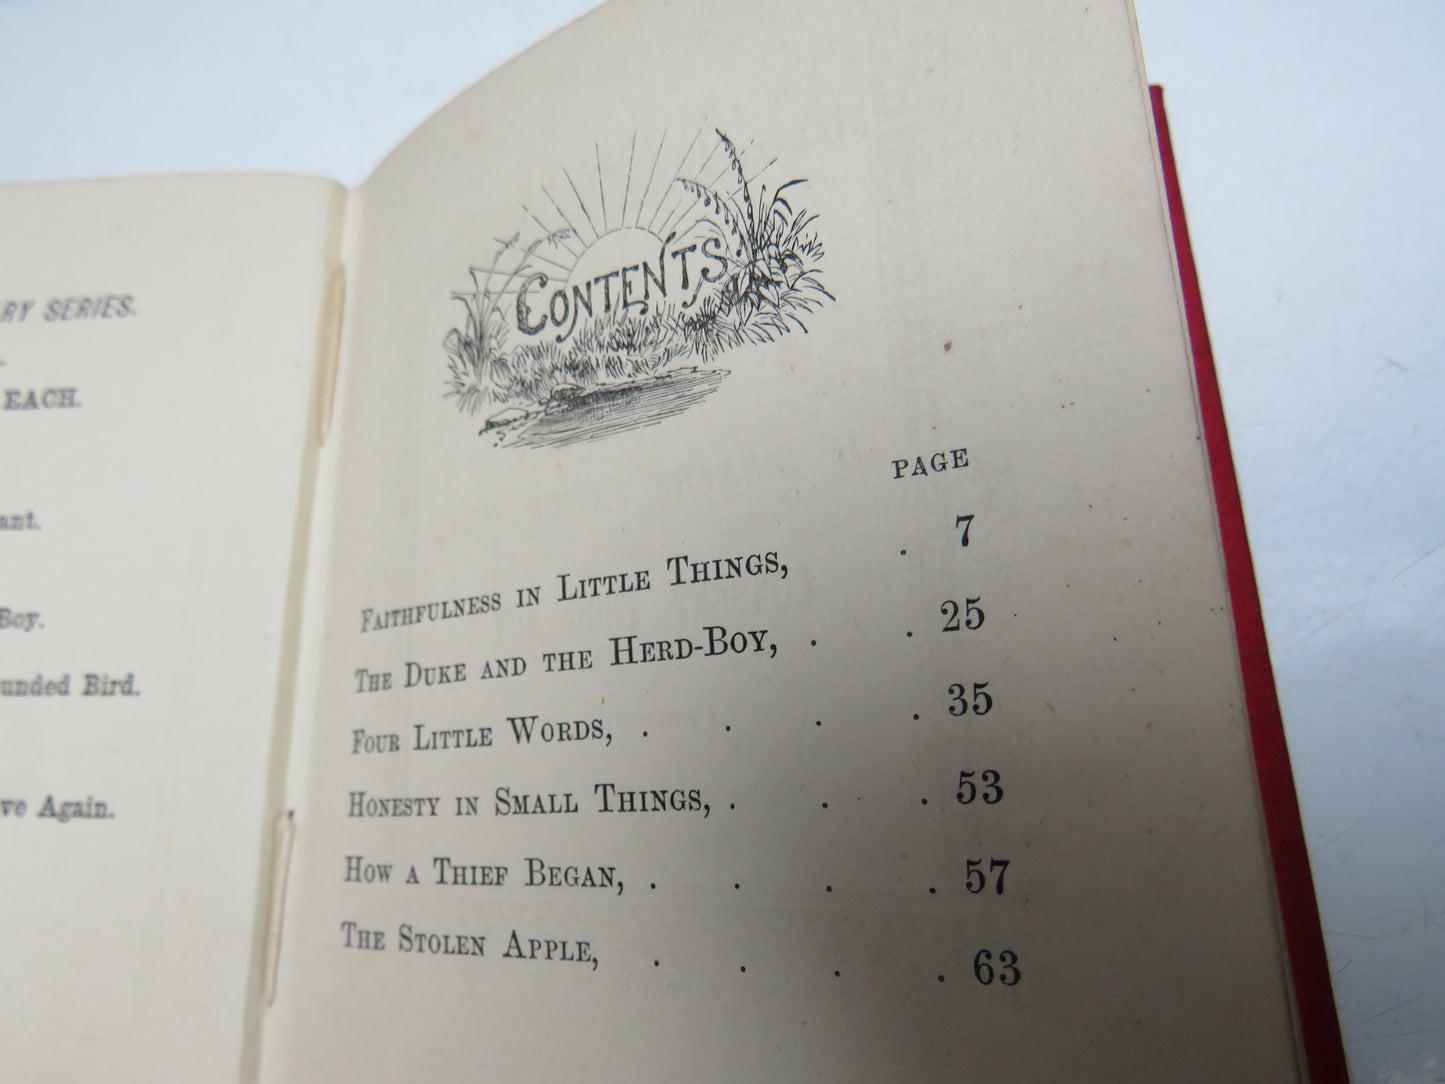 RY SERIES.
EACH.
ant.
Boy.
unded Bird.
ve Again.
CONTENTS.
PAGE
FAITHFULNESS IN LITTLE THINGS, . 7
THE DUKE AND THE HERD-BOY, . . 25
FOUR LITTLE WORDS, . . . . 35
HONESTY IN SMALL THINGS, . . . 53
HOW A THIEF BEGAN, . . . . 57
THE STOLEN APPLE, . . . . 63